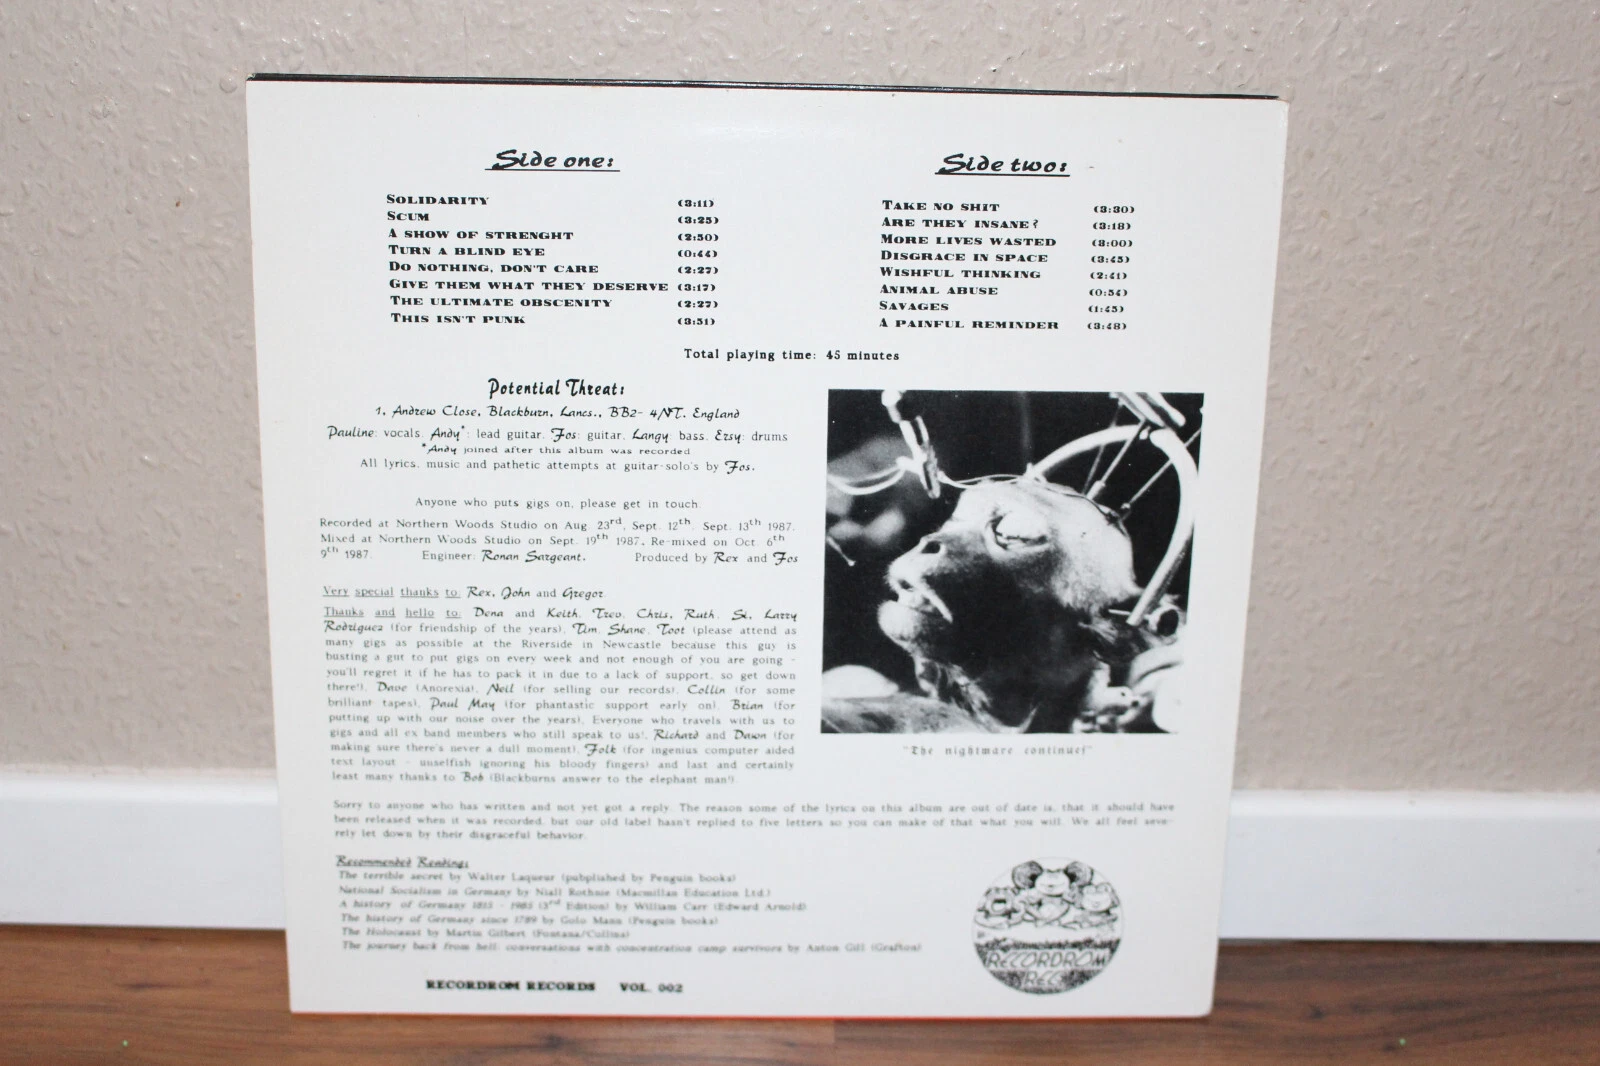 Side one:
SOLIDARITY (3:11)
SCUM (3:25)
A SHOW OF STRENGHT (2:50)
TURN A BLIND EYE (0:44)
DO NOTHING, DON'T CARE (2:27)
GIVE THEM WHAT THEY DESERVE (3:17)
THE ULTIMATE OBSCENITY (2:27)
THIS ISN'T PUNK (3:51)
Side two:
TAKE NO SHIT (3:30)
ARE THEY INSANE? (3:18)
MORE LIVES WASTED (3:00)
DISGRACE IN SPACE (3:45)
WISHFUL THINKING (2:41)
ANIMAL ABUSE (0:54)
SAVAGES (1:45)
A PAINFUL REMINDER (3:48)
Total playing time: 45 minutes
Potential Threat:
1, Andrew Close, Blackburn, Lancs., BB2- 4NT, England
Pauline: vocals, Andy*: lead guitar, Fos: guitar, Langy bass, Ezsy: drums
*Andy joined after this album was recorded
All lyrics, music and pathetic attempts at guitar-solo's by Fos.
Anyone who puts gigs on, please get in touch.
Recorded at Northern Woods Studio on Aug 23rd, Sept. 12th, Sept. 13th 1987.
Mixed at Northern Woods Studio on Sept. 19th 1987. Re-mixed on Oct 6th
9th 1987. Engineer: Ronan Sargeant. Produced by Rex and Fos
Very special thanks to: Rex, John and Gregor.
Thanks and hello to: Dena and Keith, Trev, Chris, Ruth, Si, Larry
Rodriguez (for friendship of the years), Tim, Shane, Toot (please attend as
many gigs as possible at the Riverside in Newcastle because this guy is
busting a gut to put gigs on every week and not enough of you are going -
you'll regret it if he has to pack it in due to a lack of support, so get down
there!), Dave (Anorexia), Neil (for selling our records), Collin (for some
brilliant tapes), Paul May (for phantastic support early on), Brian (for
putting up with our noise over the years), Everyone who travels with us to
gigs and all ex band members who still speak to us!, Richard and Dawn (for
making sure there's never a dull moment), Folk (for ingenius computer aided
text layout - unselfish ignoring his bloody fingers) and last and certainly
least many thanks to Bob (Blackburns answer to the elephant man!).
"The nightmare continues"
Sorry to anyone who has written and not yet got a reply. The reason some of the lyrics on this album are out of date is, that it should have
been released when it was recorded, but our old label hasn't replied to five letters so you can make of that what you will. We all feel seve-
rely let down by their disgraceful behavior.
Recommended Reading:
The terrible secret by Walter Laqueur (pubplished by Penguin books)
National Socialism in Germany by Niall Rothnie (Macmillan Education Ltd.)
A history of Germany 1815 - 1985 (3rd Edition) by William Carr (Edward Arnold)
The history of Germany since 1789 by Golo Mann (Penguin books)
The Holocaust by Martin Gilbert (Fontana/Collins)
The journey back from hell: conversations with concentration camp survivors by Anton Gill (Grafton)
RECORDROM RECORDS VOL. 002
RECORDROM
REC